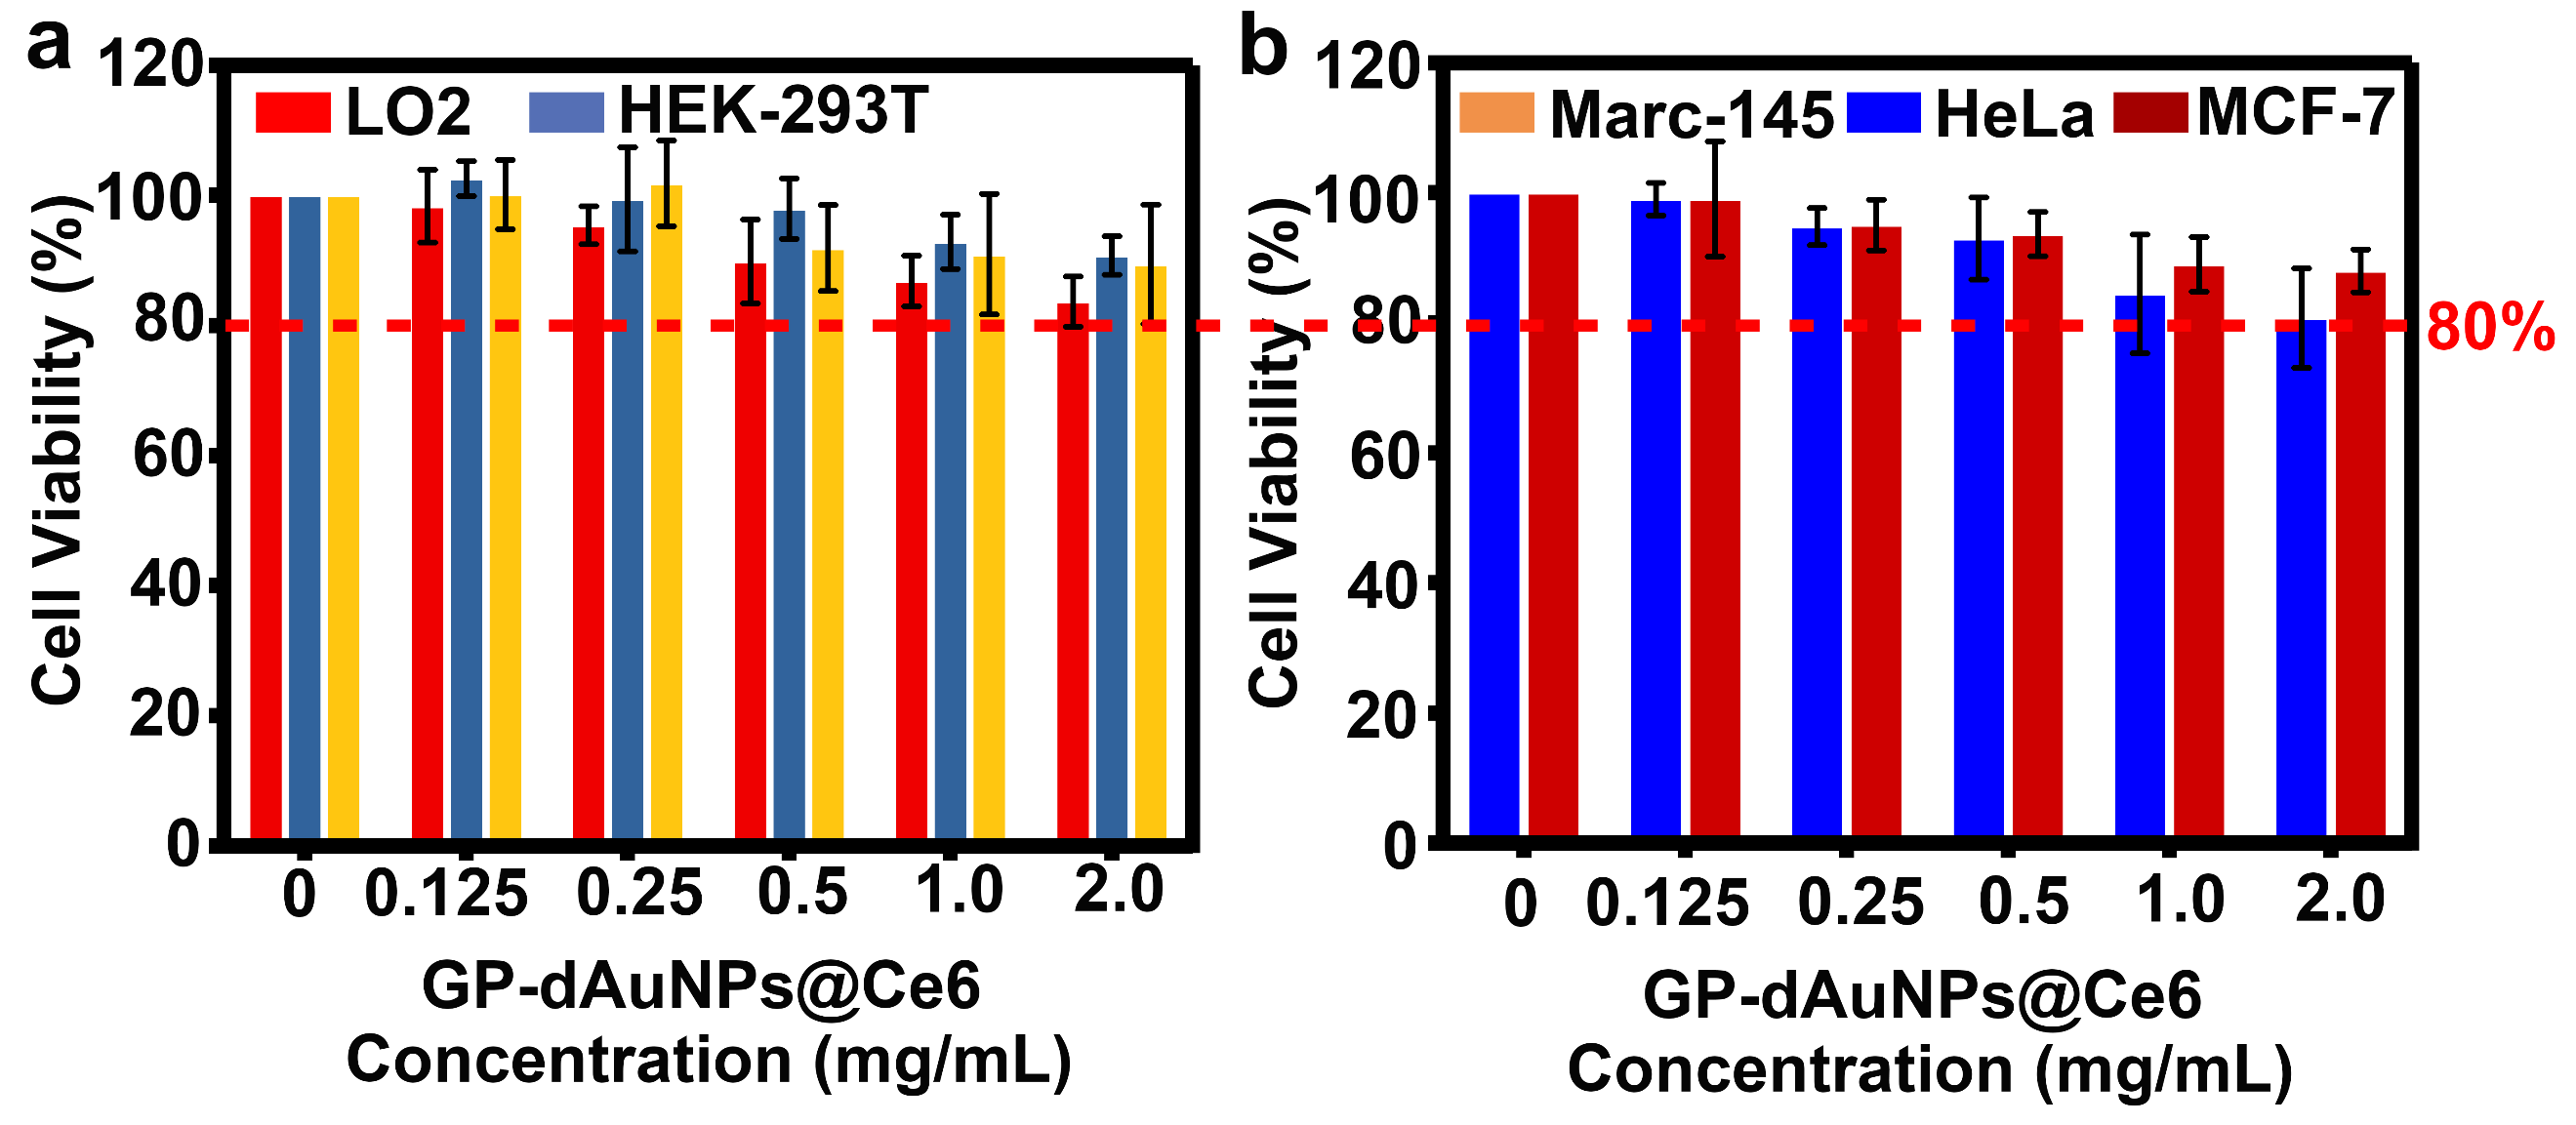 a
LO2 HEK-293T
120
100
80
60
40
20
0
Cell Viability (%)
0 0.125 0.25 0.5 1.0 2.0
GP-dAuNPs@Ce6
Concentration (mg/mL)
b
Marc-145 HeLa MCF-7
120
100
80
60
40
20
0
Cell Viability (%)
80%
0 0.125 0.25 0.5 1.0 2.0
GP-dAuNPs@Ce6
Concentration (mg/mL)